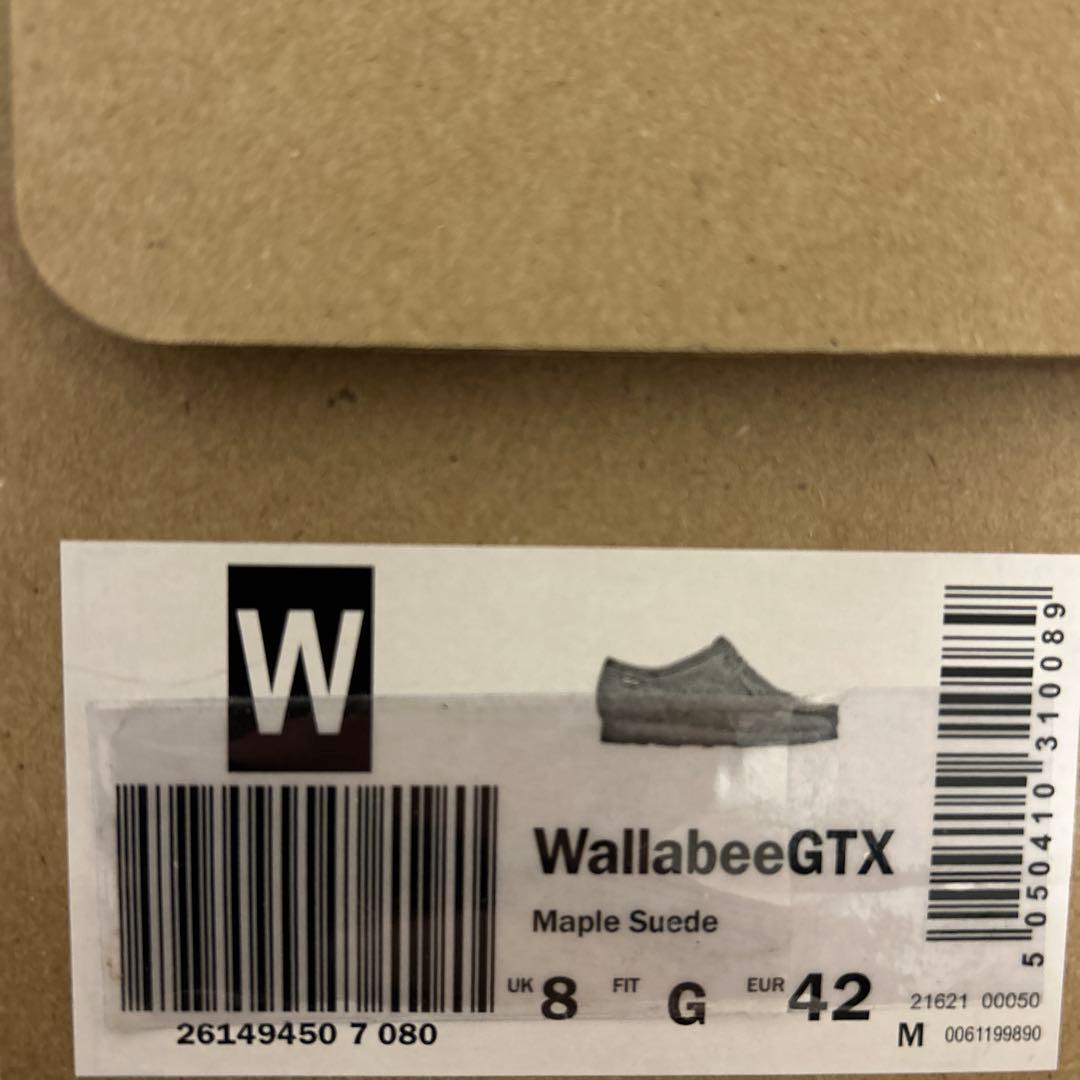 W
WallabeeGTX
Maple Suede
UK 8 FIT G EUR 42
26149450 7 080
5 050410 310089
21621 00050
M 0061199890